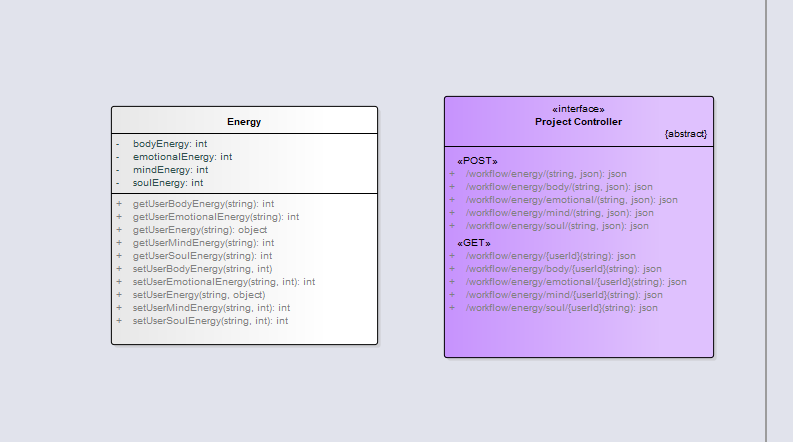 Energy
- bodyEnergy: int
- emotionalEnergy: int
- mindEnergy: int
- soulEnergy: int
+ getUserBodyEnergy(string): int
+ getUserEmotionalEnergy(string): int
+ getUserEnergy(string): object
+ getUserMindEnergy(string): int
+ getUserSoulEnergy(string): int
+ setUserBodyEnergy(string, int)
+ setUserEmotionalEnergy(string, int): int
+ setUserEnergy(string, object)
+ setUserMindEnergy(string, int): int
+ setUserSoulEnergy(string, int): int
«interface»
Project Controller
{abstract}
«POST»
+ /workflow/energy/(string, json): json
+ /workflow/energy/body/(string, json): json
+ /workflow/energy/emotional/(string, json): json
+ /workflow/energy/mind/(string, json): json
+ /workflow/energy/soul/(string, json): json
«GET»
+ /workflow/energy/{userId}(string): json
+ /workflow/energy/body/{userId}(string): json
+ /workflow/energy/emotional/{userId}(string): json
+ /workflow/energy/mind/{userId}(string): json
+ /workflow/energy/soul/{userId}(string): json